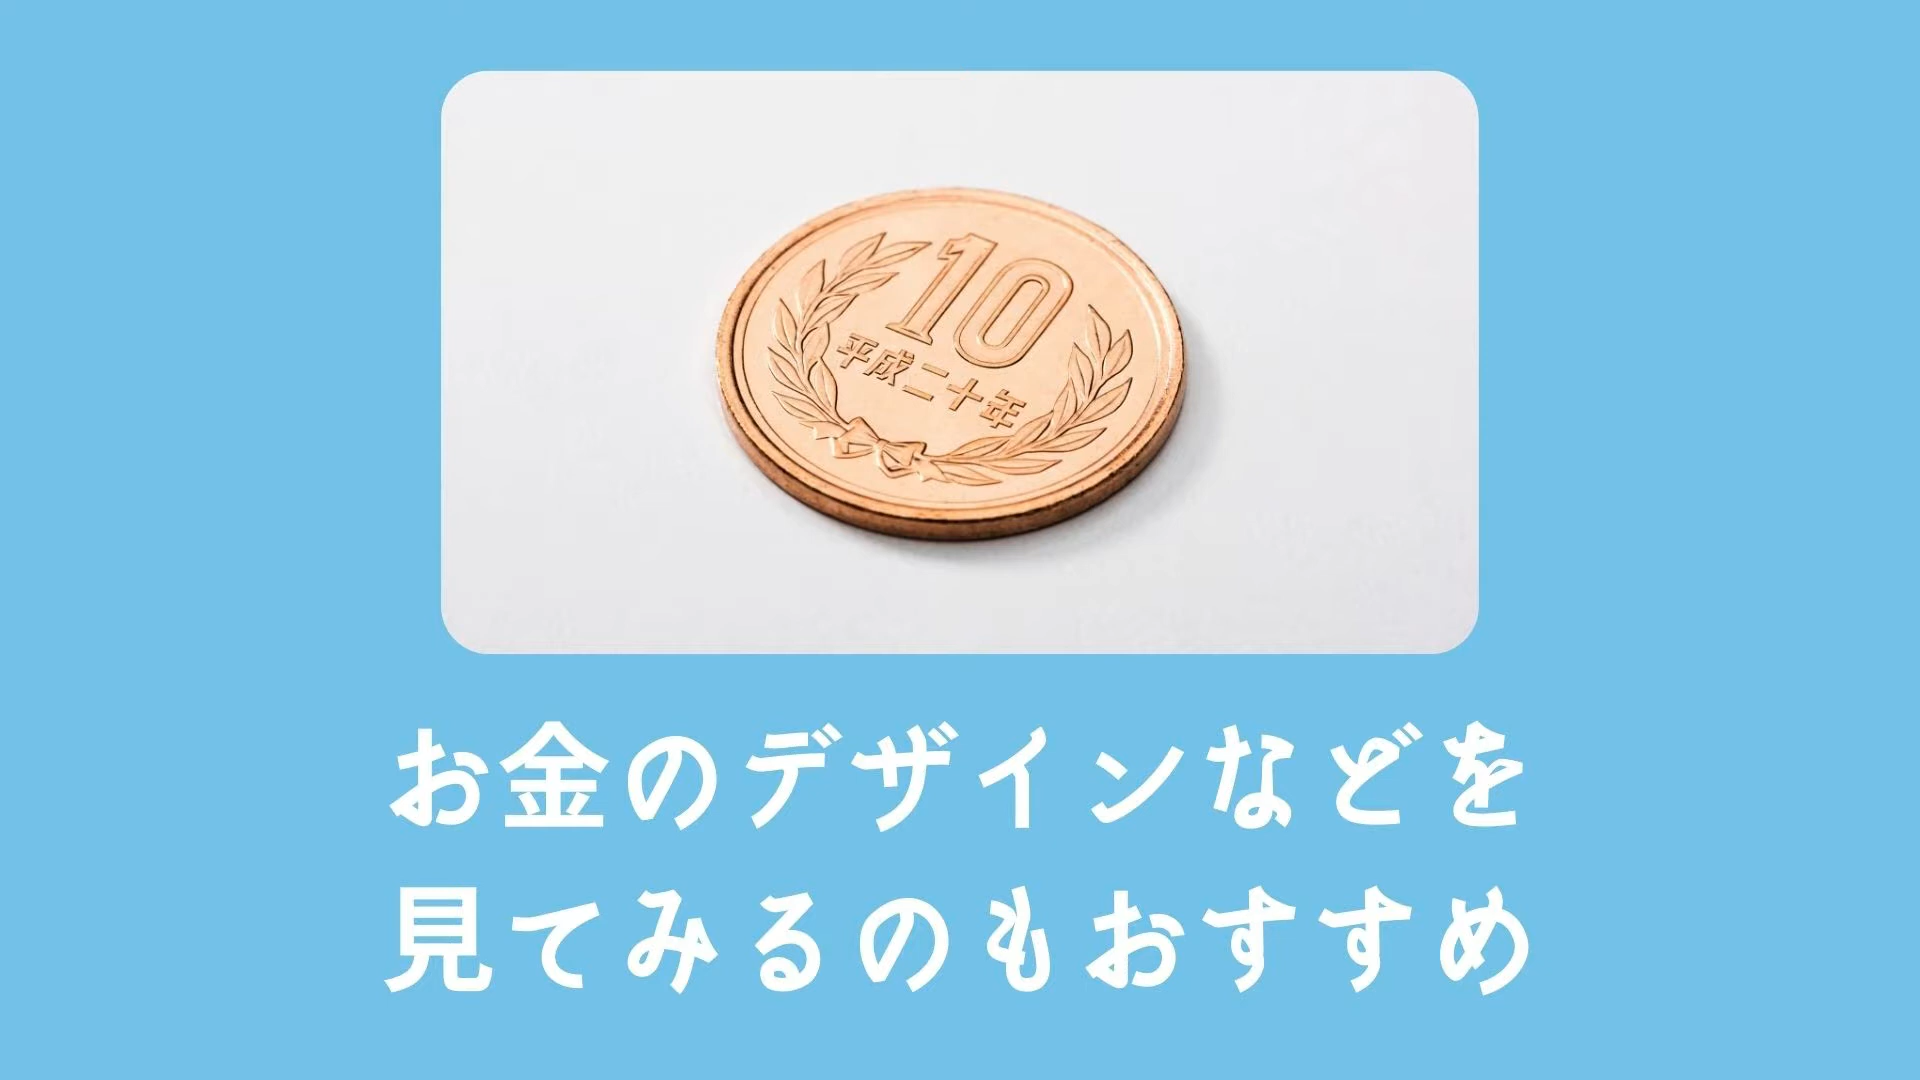 10
平成二十年
お金のデザインなどを
見てみるのもおすすめ